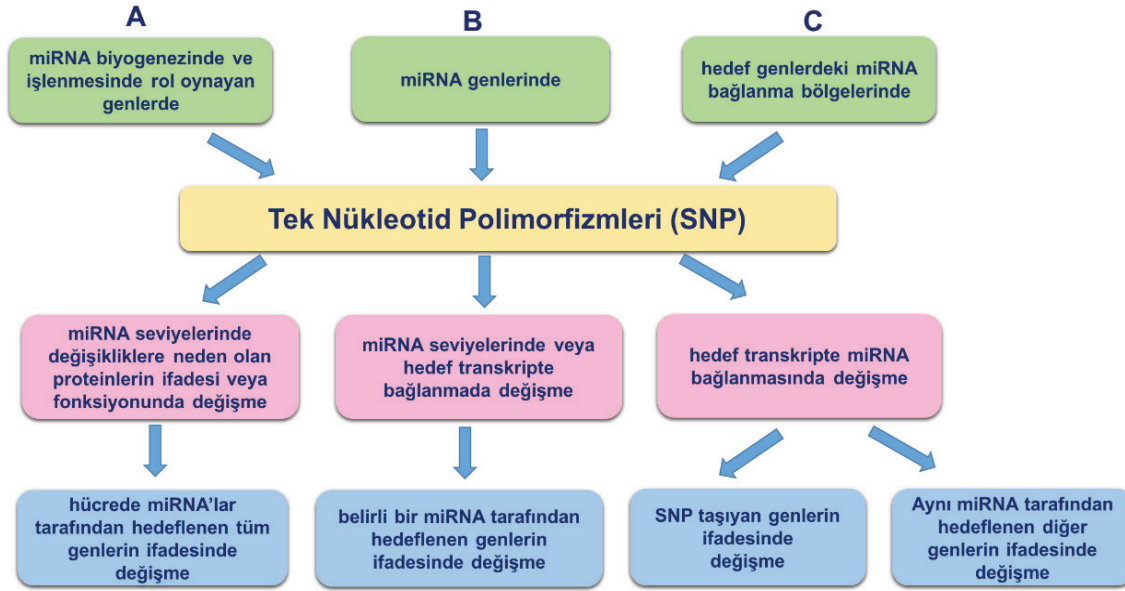 A
B
C
miRNA biyogenezinde ve
işlenmesinde rol oynayan
genlerde
miRNA genlerinde
hedef genlerdeki miRNA
bağlanma bölgelerinde
Tek Nükleotid Polimorfizmleri (SNP)
miRNA seviyelerinde
değişikliklere neden olan
proteinlerin ifadesi veya
fonksiyonunda değişme
miRNA seviyelerinde veya
hedef transkripte
bağlanmada değişme
hedef transkripte miRNA
bağlanmasında değişme
hücrede miRNA'lar
tarafından hedeflenen tüm
genlerin ifadesinde
değişme
belirli bir miRNA tarafından
hedeflenen genlerin
ifadesinde değişme
SNP taşıyan genlerin
ifadesinde
değişme
Aynı miRNA tarafından
hedeflenen diğer
genlerin ifadesinde
değişme